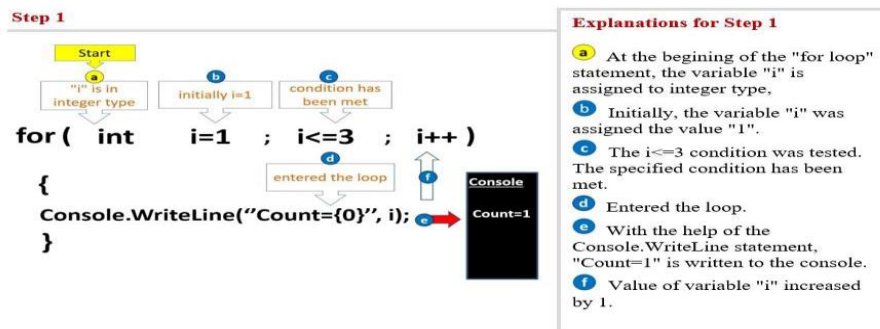 Step 1
Start
a
b
c
"i" is in
integer type
initially i=1
condition has
been met
for ( int i=1 ; i<=3 ; i++ )
d
{
entered the loop
f
Console
Console.WriteLine(“Count={0}”, i);
e
Count=1
}
Explanations for Step 1
a At the begining of the "for loop"
statement, the variable "i" is
assigned to integer type,
b Initially, the variable "i" was
assigned the value "1".
c The i<=3 condition was tested.
The specified condition has been
met.
d Entered the loop.
e With the help of the
Console.WriteLine statement,
"Count=1" is written to the console.
f Value of variable "i" increased
by 1.